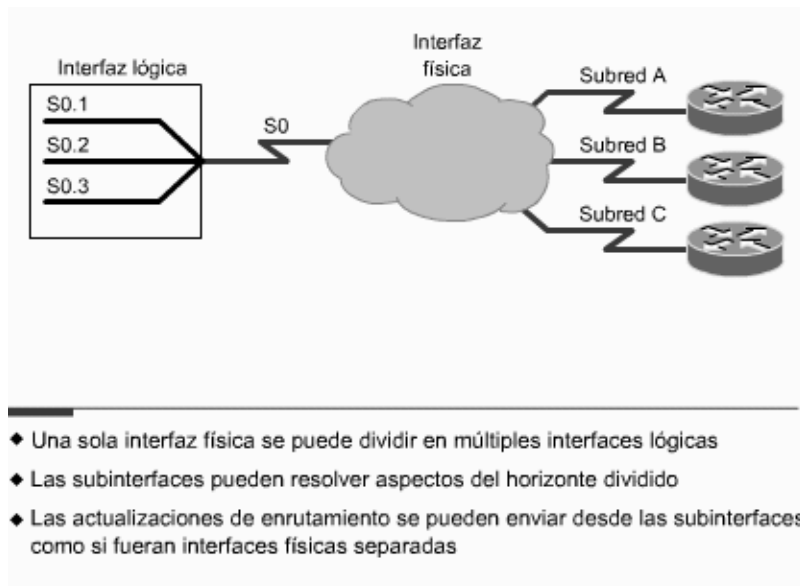 Interfaz
física
Interfaz lógica
Subred A
S0.1
S0
S0.2
Subred B
S0.3
Subred C
◆ Una sola interfaz física se puede dividir en múltiples interfaces lógicas
◆ Las subinterfaces pueden resolver aspectos del horizonte dividido
◆ Las actualizaciones de enrutamiento se pueden enviar desde las subinterfaces
como si fueran interfaces físicas separadas